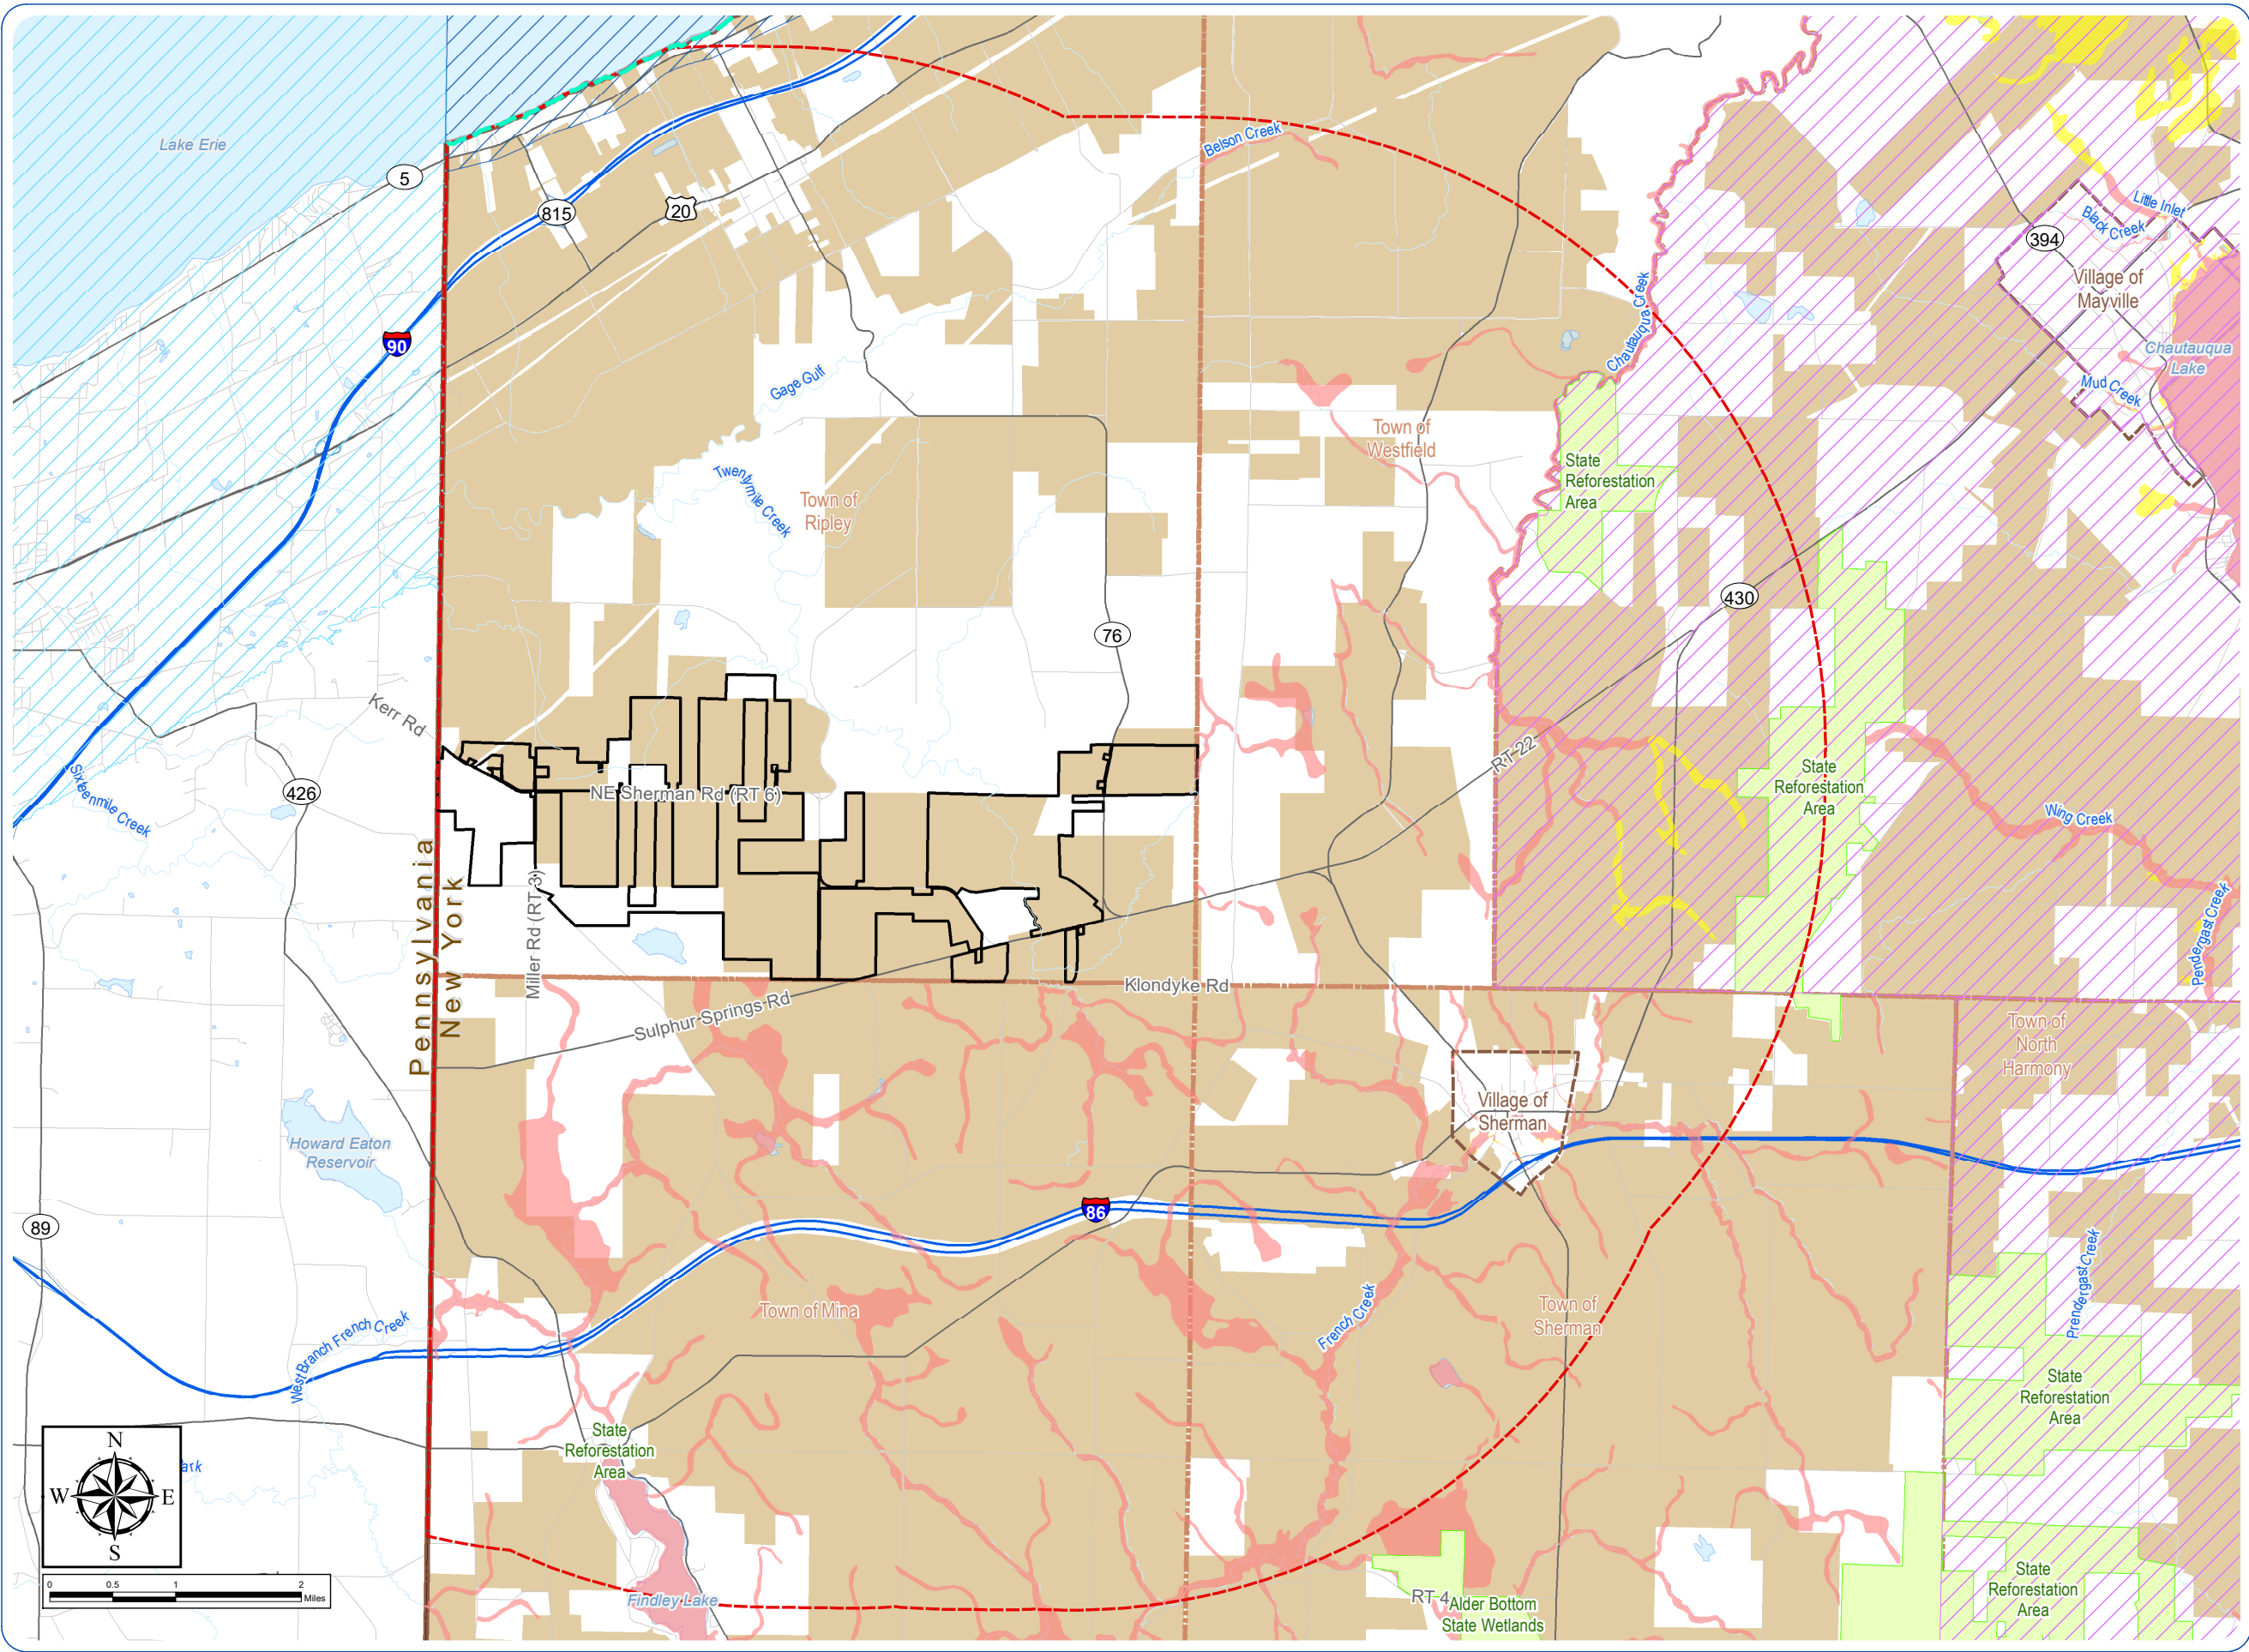 Lake Erie
5
815
20
Belson Creek
Little Inlet
Black Creek
394
Village of
Mayville
Chautauqua
Lake
Mud Creek
90
Chautauqua Creek
Gage Gulf
Town of
Westfield
State
Reforestation
Area
Twentymile Creek
Town of
Ripley
430
76
Kerr Rd
RT 22
State
Reforestation
Area
Sixteenmile Creek
426
NE Sherman Rd (RT 6)
Wing Creek
Pennsylvania
New York
Miller Rd (RT 3)
Pendergast Creek
Klondyke Rd
Sulphur Springs Rd
Town of
North
Harmony
Village of
Sherman
Howard Eaton
Reservoir
89
86
Prendergast Creek
French Creek
Town of Mina
Town of
Sherman
West Branch French Creek
State
Reforestation
Area
State
Reforestation
Area
N
W
E
S
ark
0
0.5
1
2
Miles
Findley Lake
RT 4
Alder Bottom
State Wetlands
State
Reforestation
Area